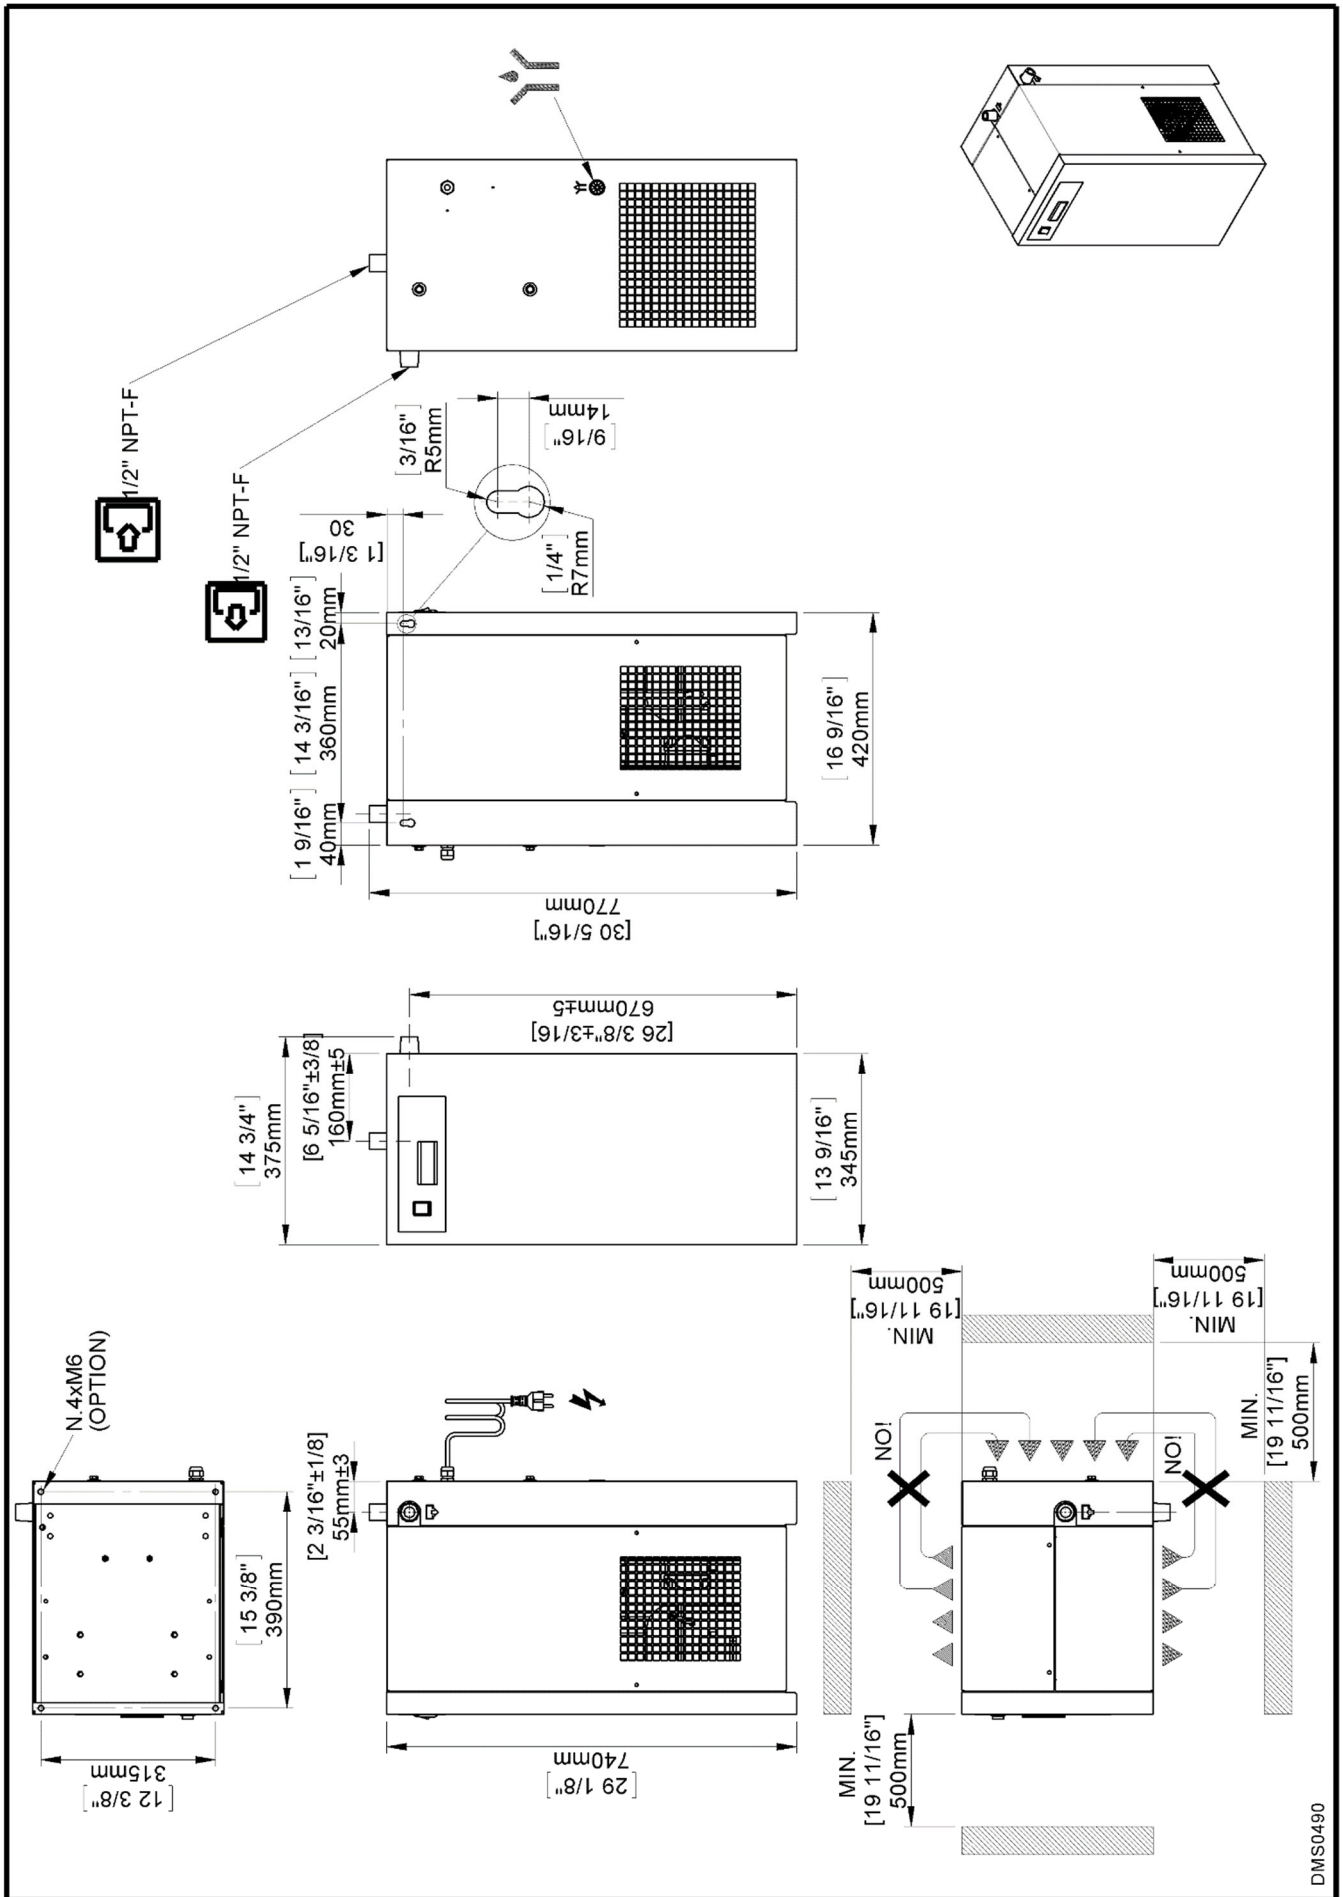 1/2" NPT-F
1/2" NPT-F
[3/16"]
R5mm
14mm
[9/16"]
30
[1 3/16"]
[1/4"]
R7mm
[13/16"]
20mm
[14 3/16"]
360mm
[1 9/16"]
40mm
[16 9/16"]
420mm
770mm
[30 5/16"]
670mm±5
[26 3/8"±3/16]
[14 3/4"]
375mm
[6 5/16"±3/8]
160mm±5
[13 9/16"]
345mm
N.4xM6
(OPTION)
[15 3/8"]
390mm
315mm
[12 3/8"]
[2 3/16"±1/8]
55mm±3
740mm
[29 1/8"]
500mm
[19 11/16"]
MIN.
500mm
[19 11/16"]
MIN.
MIN.
[19 11/16"]
500mm
NO!
NO!
MIN.
[19 11/16"]
500mm
DMS0490